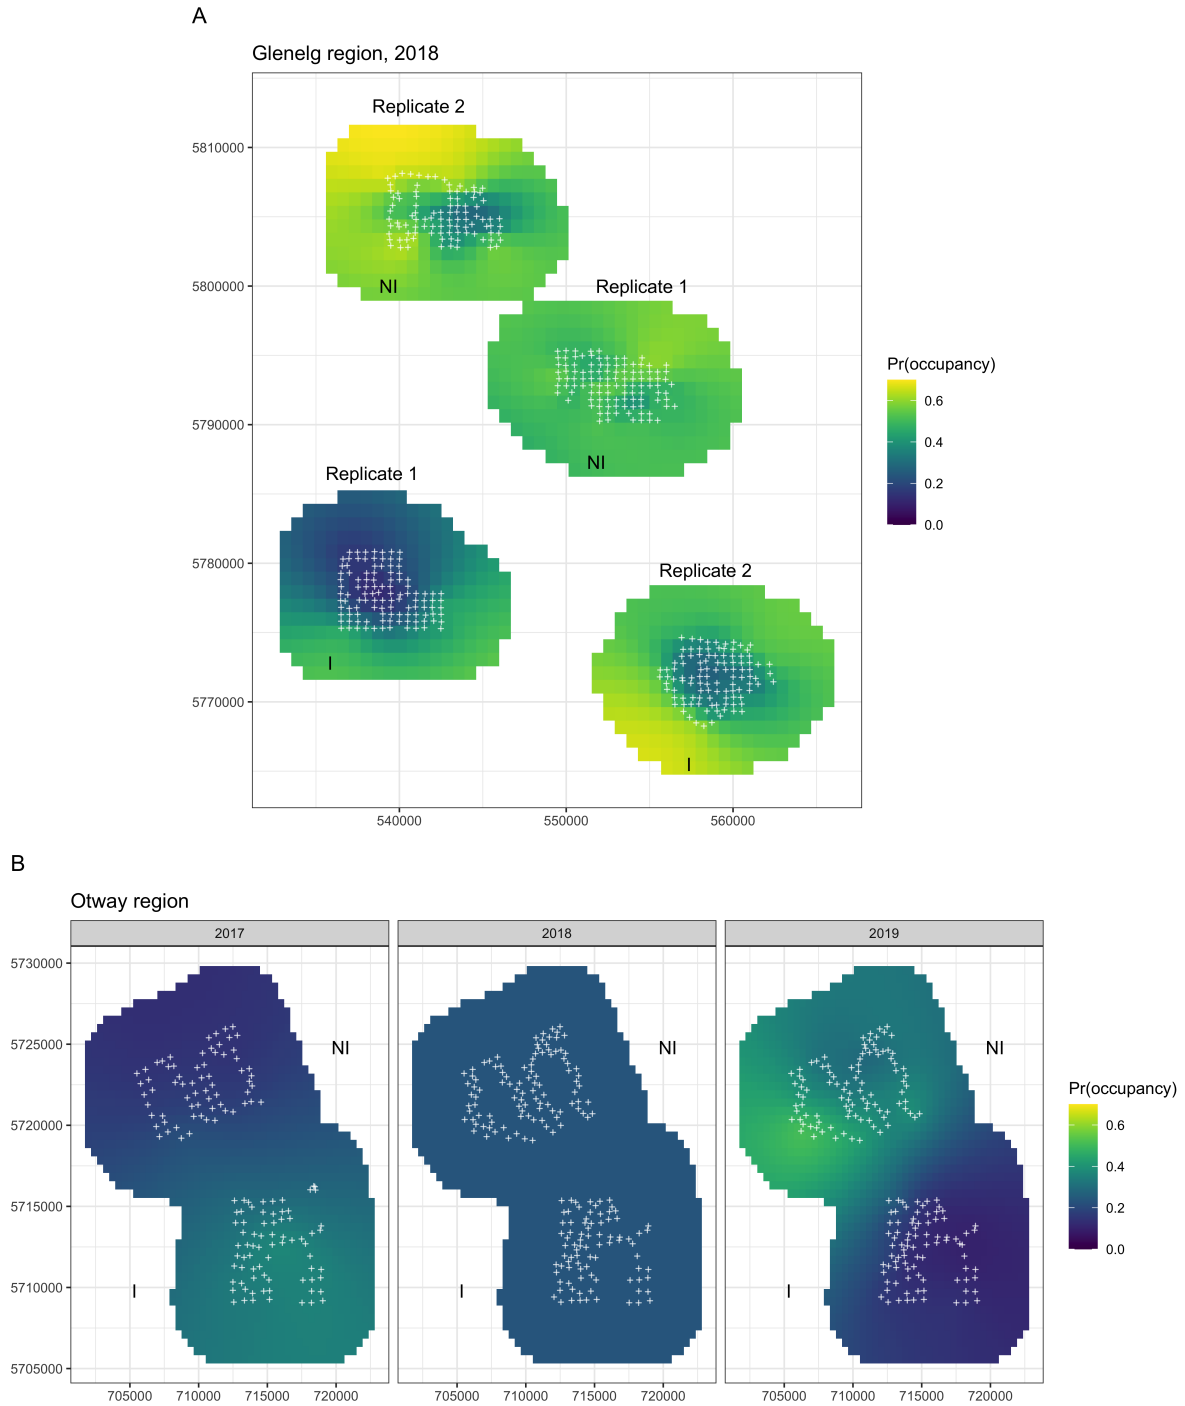 A
Glenelg region, 2018
Replicate 2
5810000
NI
5800000
Replicate 1
5790000
NI
Replicate 1
5780000
I
Replicate 2
5770000
I
540000 550000 560000
Pr(occupancy)
0.6
0.4
0.2
0.0
B
Otway region
2017 2018 2019
5730000
5725000
5720000
5715000
5710000
5705000
NI NI NI
I I I
705000 710000 715000 720000 705000 710000 715000 720000 705000 710000 715000 720000
Pr(occupancy)
0.6
0.4
0.2
0.0